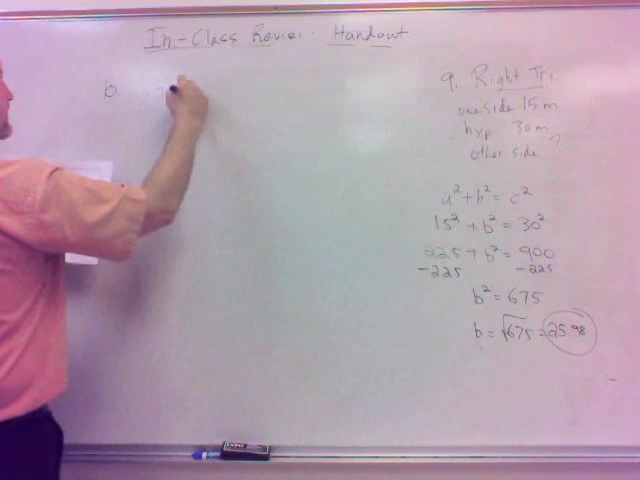 In-Class Review: Handout
b.
9. Right Tri.
one side 15 m
hyp. 30 m,
other side
a² + b² = c²
15² + b² = 30²
225 + b² = 900
-225 -225
b² = 675
b = √675 = 25.98
EXPO